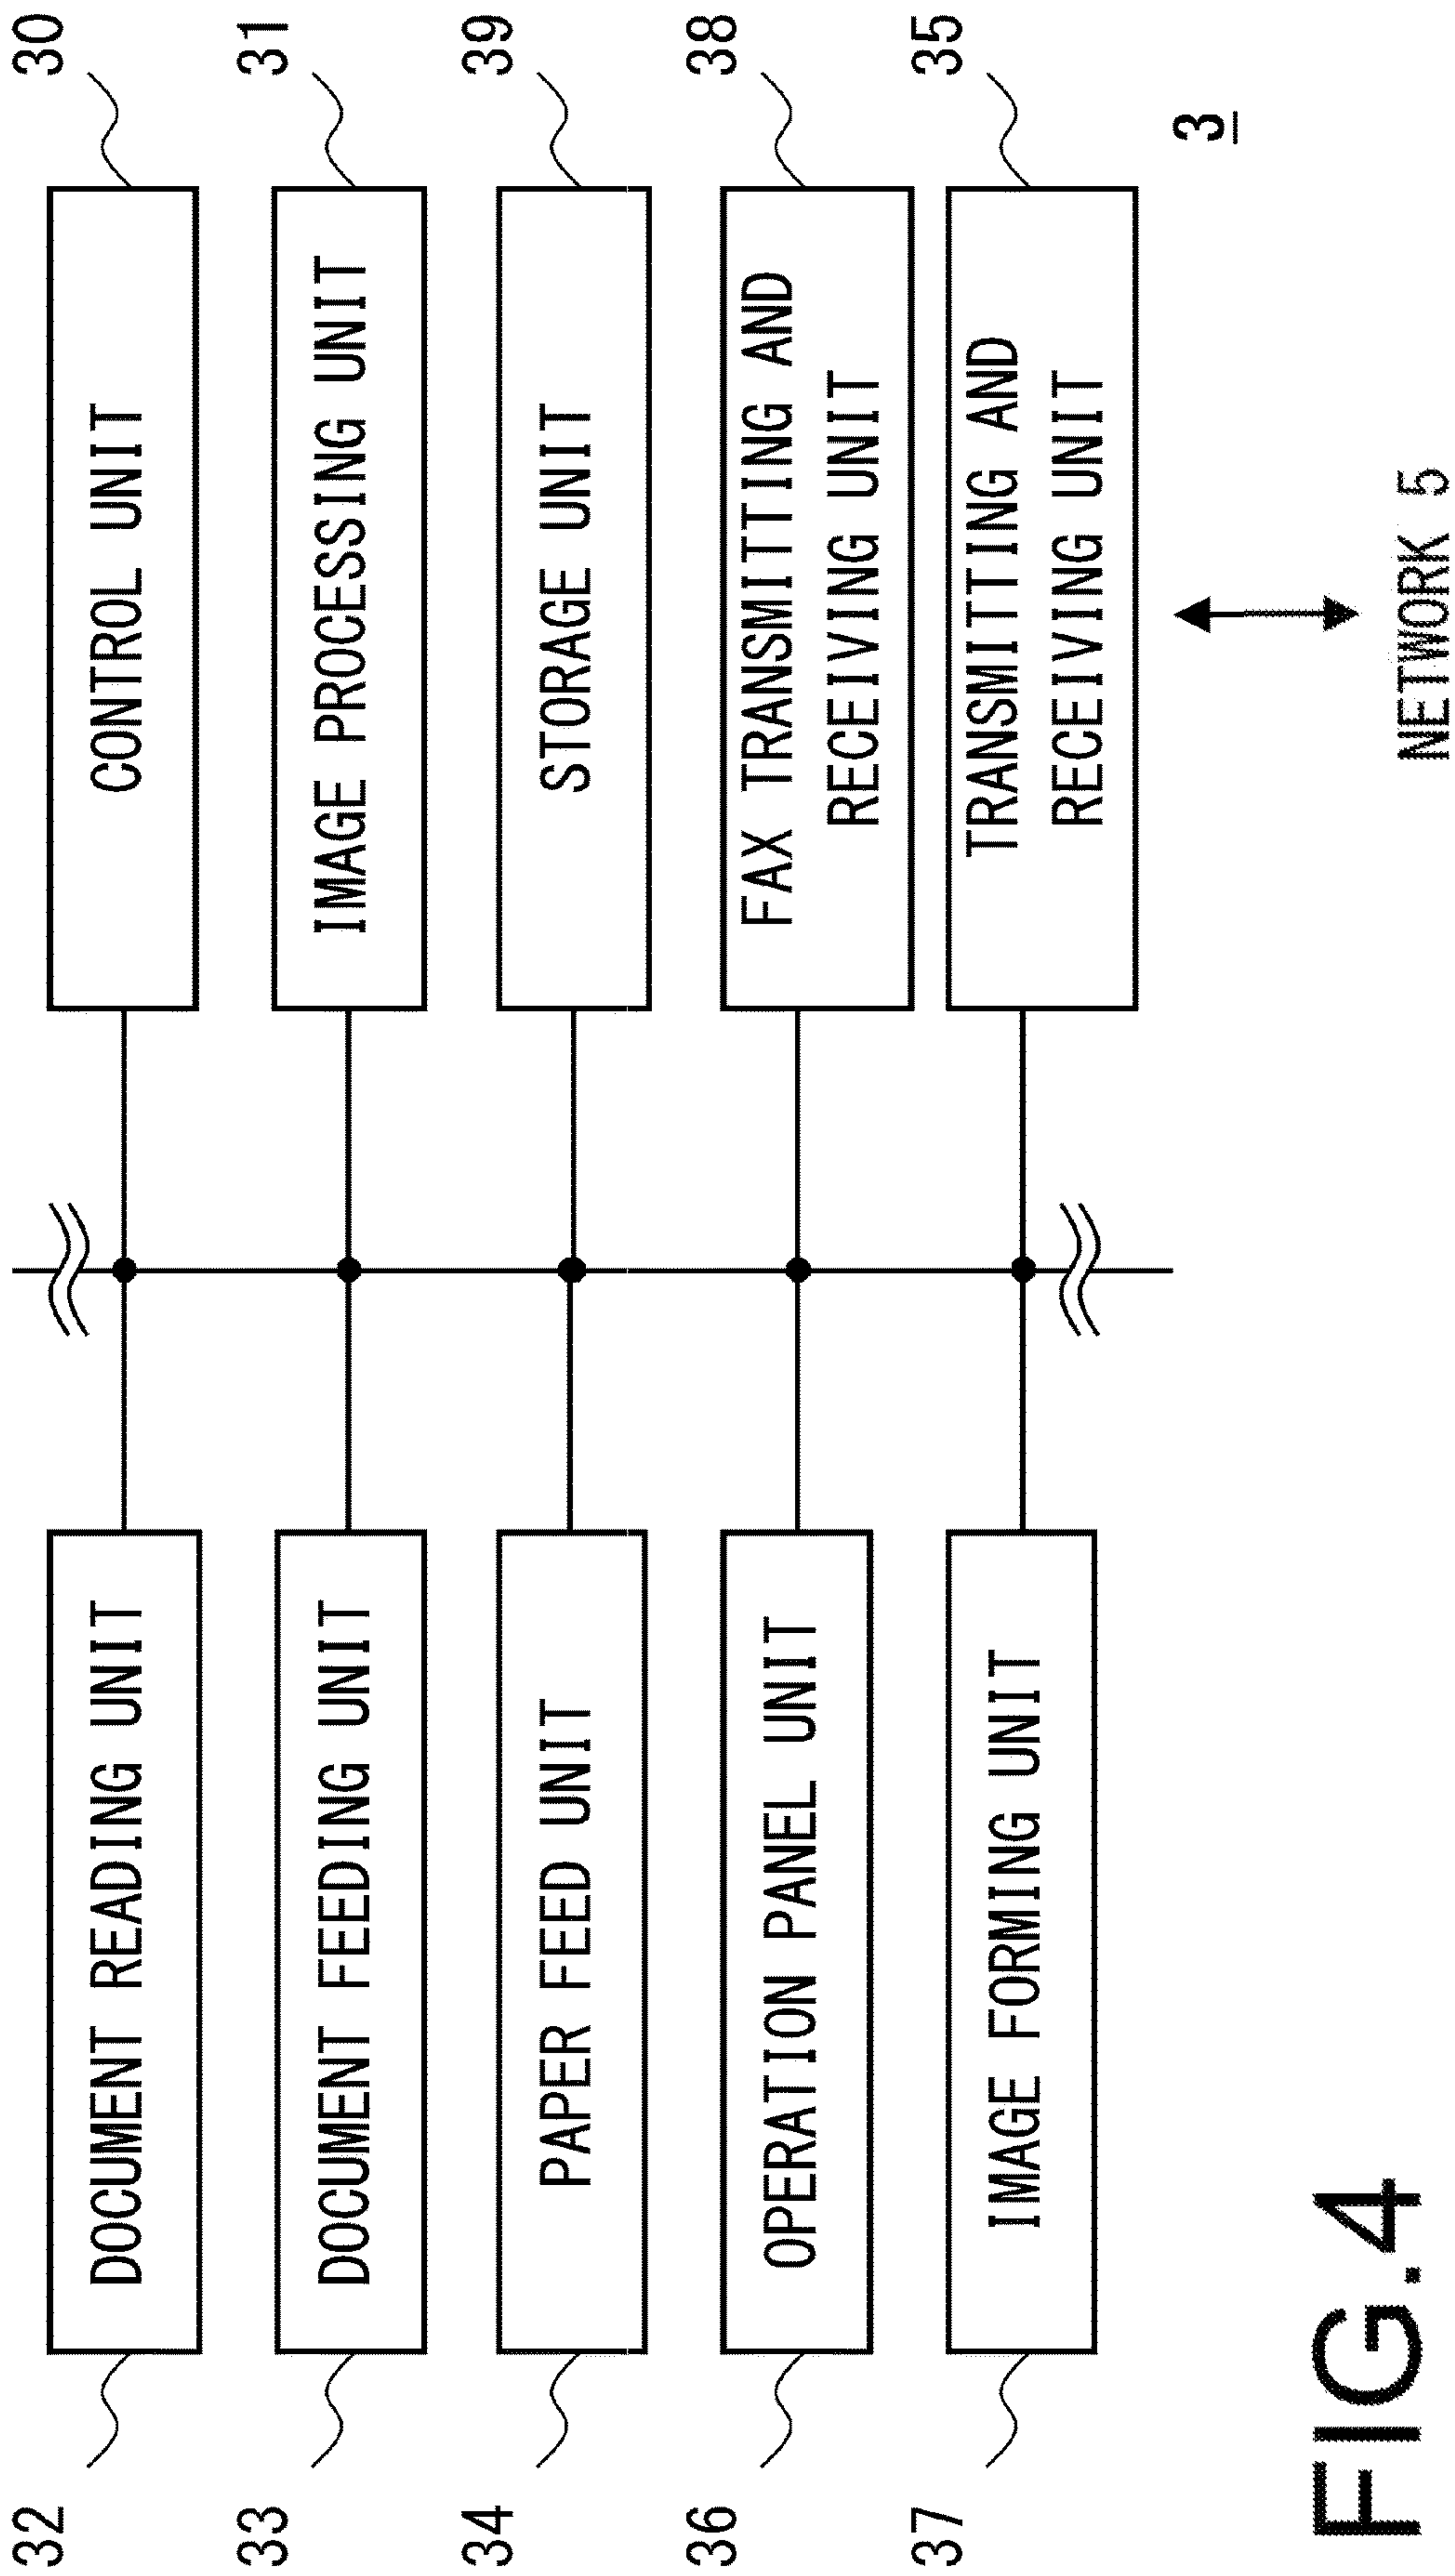 FIG.4
32
DOCUMENT READING UNIT
CONTROL UNIT
30
33
DOCUMENT FEEDING UNIT
IMAGE PROCESSING UNIT
31
34
PAPER FEED UNIT
STORAGE UNIT
39
36
OPERATION PANEL UNIT
FAX TRANSMITTING AND
RECEIVING UNIT
38
37
IMAGE FORMING UNIT
TRANSMITTING AND
RECEIVING UNIT
35
3
NETWORK 5